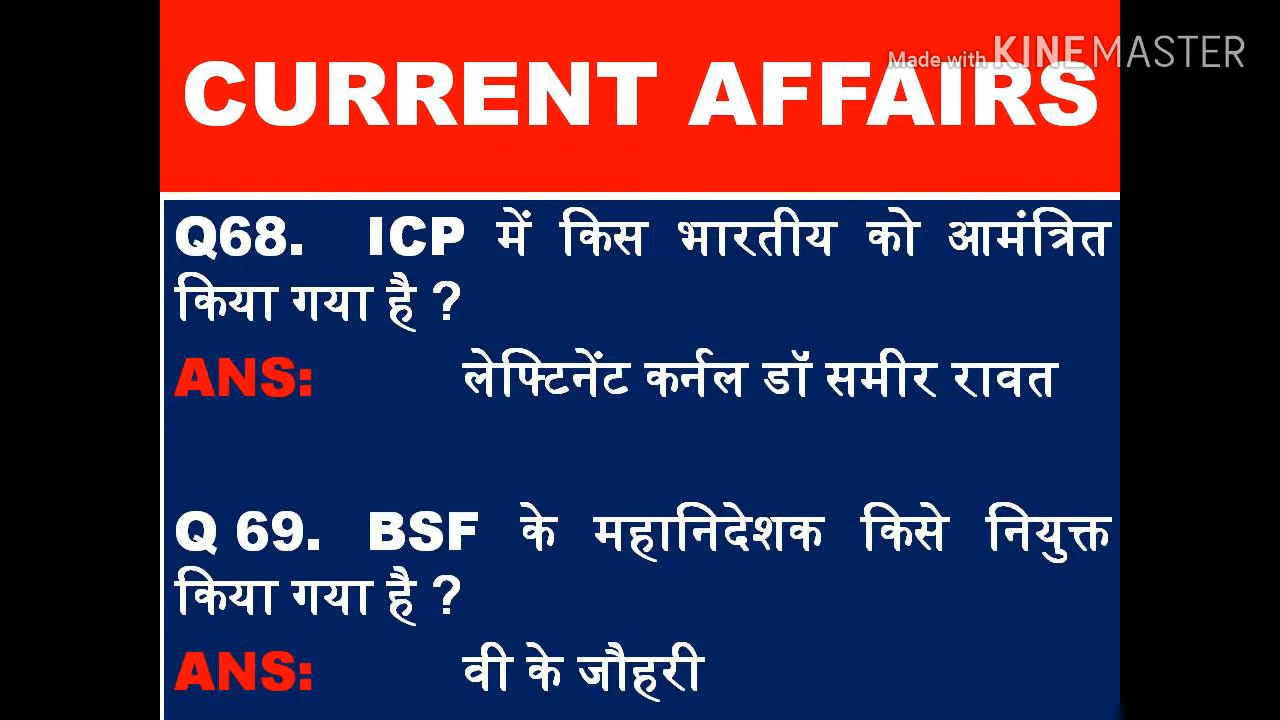 Made with KINEMASTER
CURRENT AFFAIRS
Q68. ICP में किस भारतीय को आमंत्रित
किया गया है ?
ANS: लेफ्टिनेंट कर्नल डॉ समीर रावत
Q 69. BSF के महानिदेशक किसे नियुक्त
किया गया है ?
ANS: वी के जौहरी